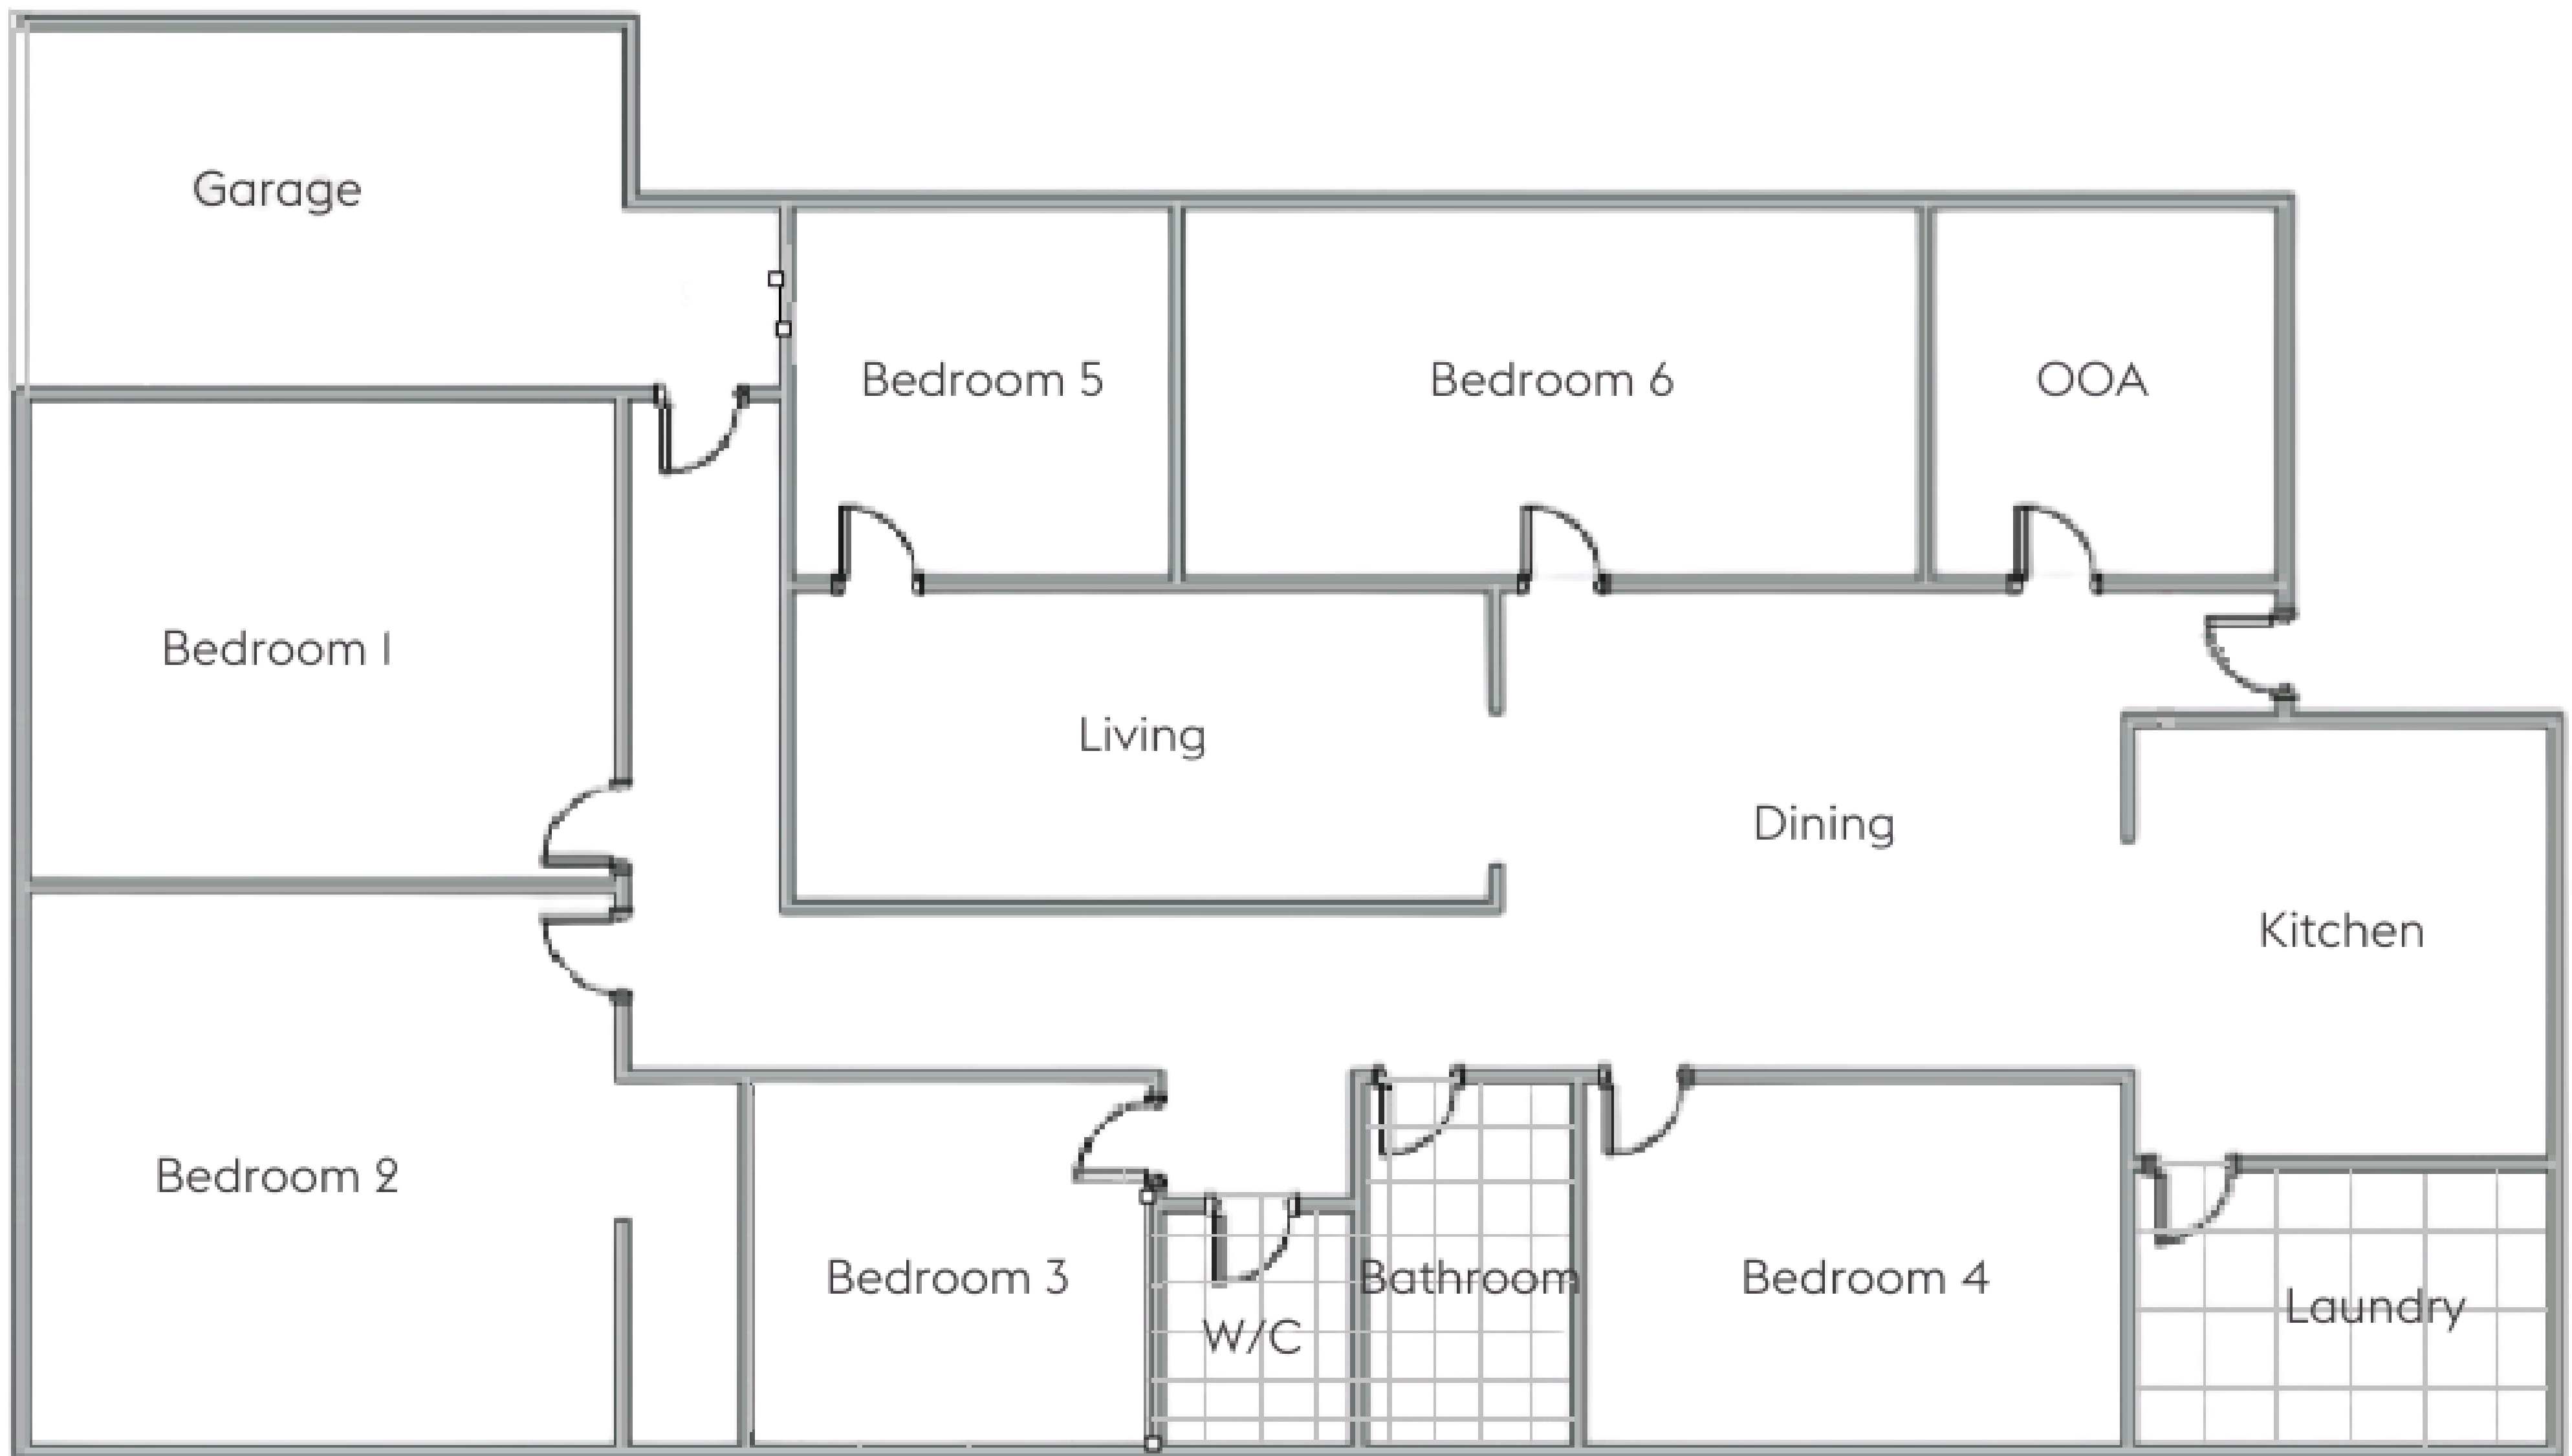 Garage
Bedroom 5
Bedroom 6
OOA
Bedroom 1
Living
Dining
Kitchen
Bedroom 2
Bedroom 3
W/C
Bathroom
Bedroom 4
Laundry